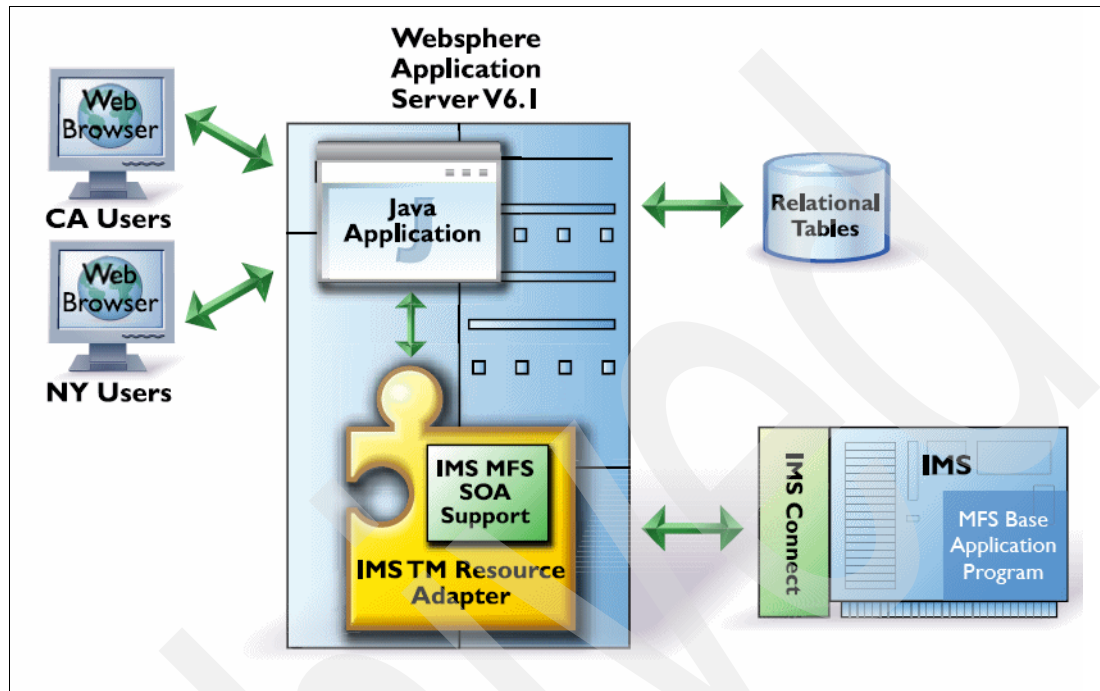 Websphere
Application
Server V6.1
Web
Browser
CA Users
Web
Browser
NY Users
Java
Application
J
Relational
Tables
IMS MFS
SOA
Support
IMS TM Resource
Adapter
IMS Connect
IMS
MFS Base
Application
Program